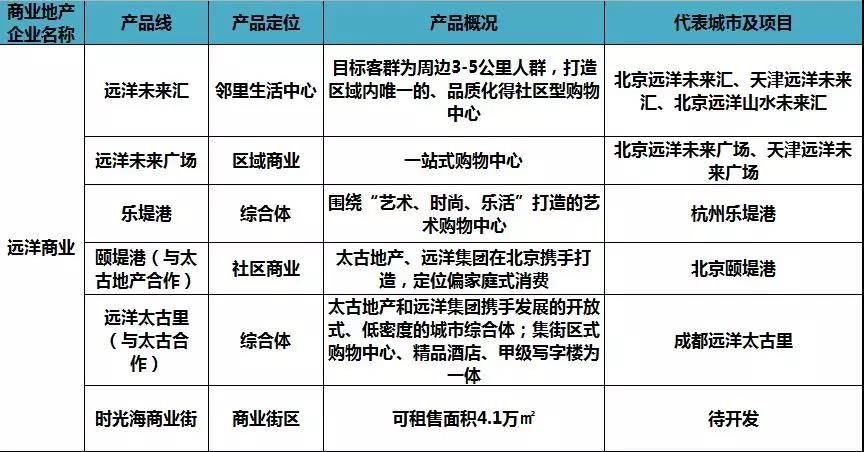 商业地产
企业名称
产品线
产品定位
产品概况
代表城市及项目
远洋商业
远洋未来汇
邻里生活中心
目标客群为周边3-5公里人群，打造
区域内唯一的、品质化得社区型购物
中心
北京远洋未来汇、天津远洋未来
汇、北京远洋山水未来汇
远洋未来广场
区域商业
一站式购物中心
北京远洋未来广场、天津远洋未
来广场
乐堤港
综合体
围绕“艺术、时尚、乐活”打造的艺
术购物中心
杭州乐堤港
颐堤港（与太
古地产合作）
社区商业
太古地产、远洋集团在北京携手打
造，定位偏家庭式消费
北京颐堤港
远洋太古里
（与太古合
作）
综合体
太古地产和远洋集团携手发展的开放
式、低密度的城市综合体；集街区式
购物中心、精品酒店、甲级写字楼为
一体
成都远洋太古里
时光海商业街
商业街区
可租售面积4.1万㎡
待开发